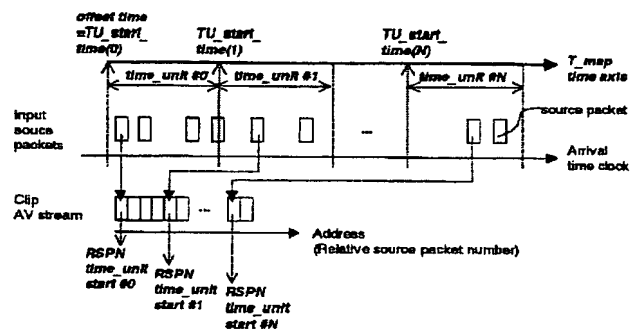 offset time
=TU_start_
time(0)
TU_start_
time(1)
TU_start_
time(N)
T_map
time axis
time_unit #0
time_unit #1
time_unit #N
source packet
Input
souce
packets
...
Arrival
time clock
Clip
AV stream
...
Address
(Relative source packet number)
RSPN
time_unit
start #0
RSPN
time_unit
start #1
RSPN
time_unit
start #N